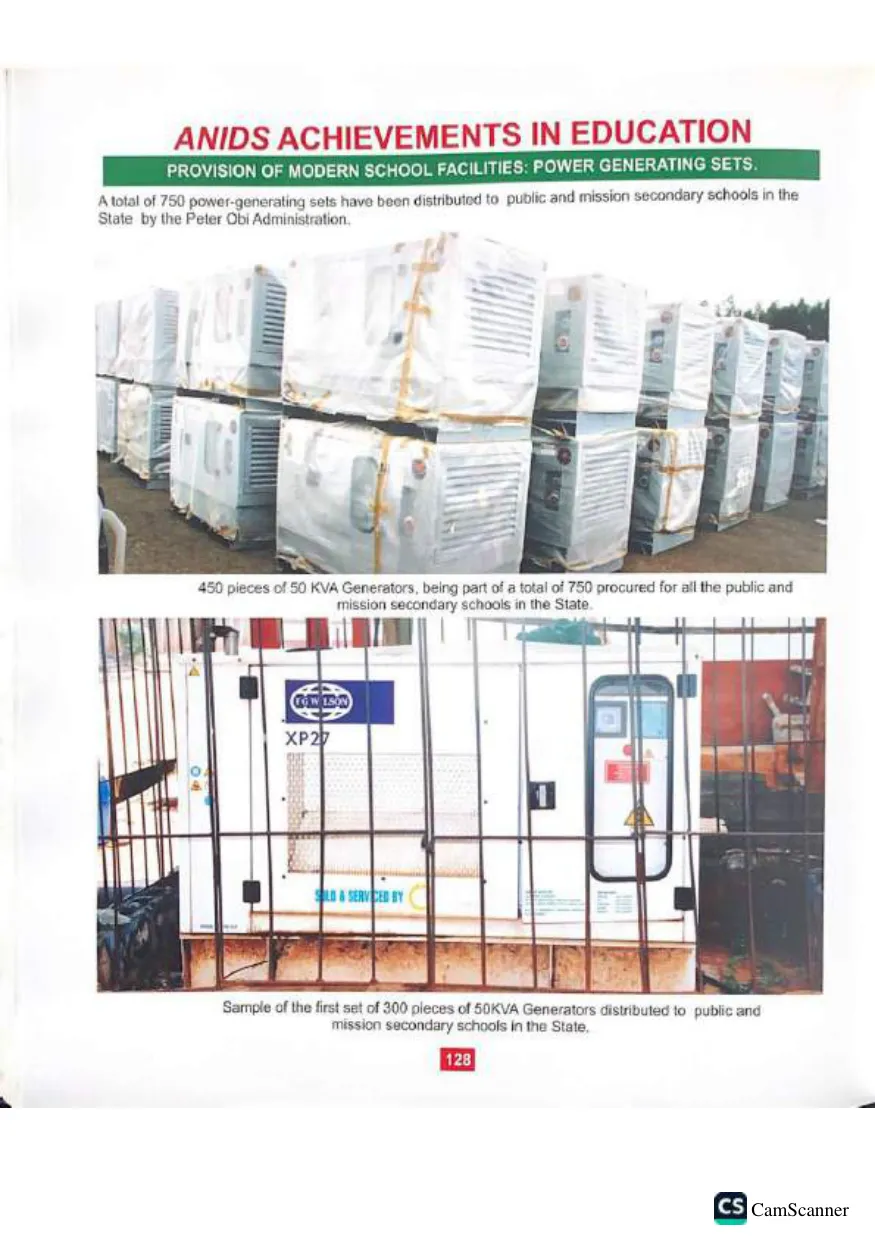 ANIDS ACHIEVEMENTS IN EDUCATION
PROVISION OF MODERN SCHOOL FACILITIES: POWER GENERATING SETS.
A total of 750 power-generating sets have been distributed to public and mission secondary schools in the
State by the Peter Obi Administration.
450 pieces of 50 KVA Generators, being part of a total of 750 procured for all the public and
mission secondary schools in the State.
FG WILSON
XP27
SOLD & SERVICED BY
Sample of the first set of 300 pieces of 50KVA Generators distributed to public and
mission secondary schools in the State.
128
CS CamScanner